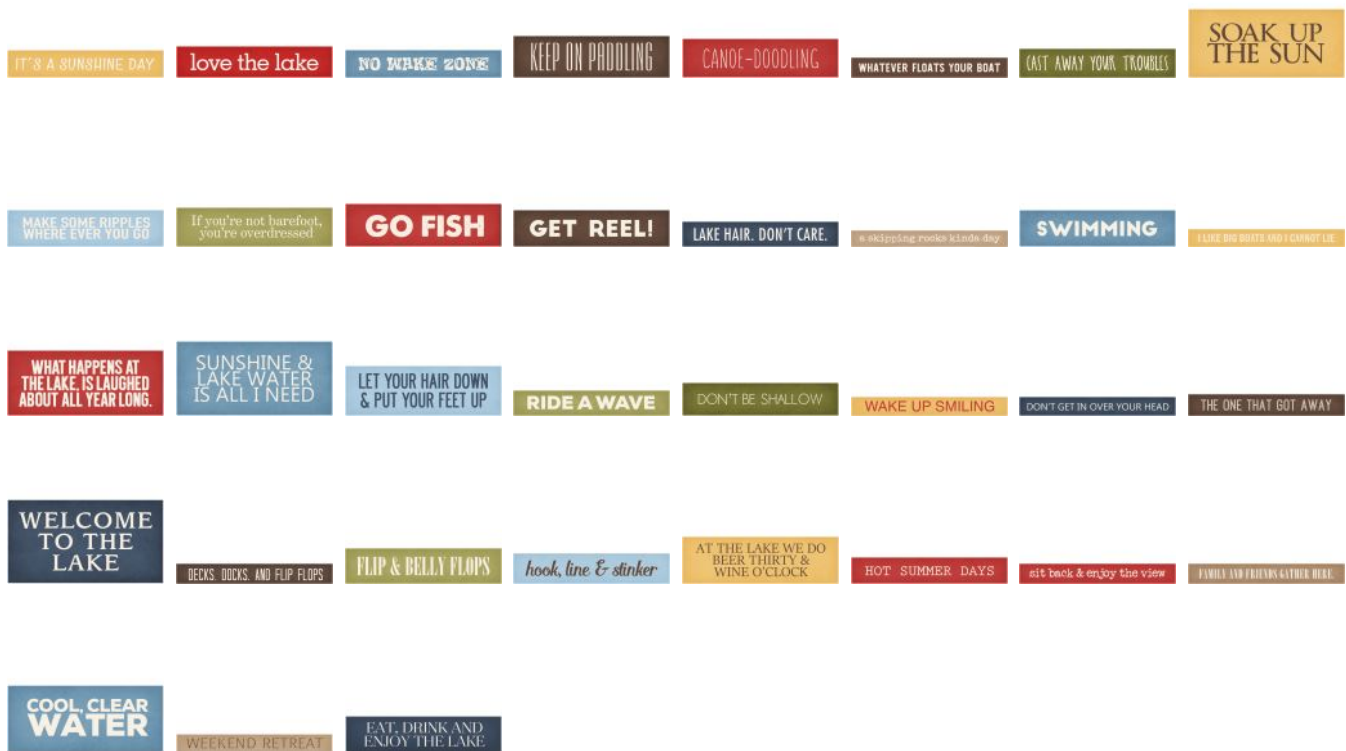 IT'S A SUNSHINE DAY
love the lake
NO WAKE ZONE
KEEP ON PADDLING
CANOE-DOODLING
WHATEVER FLOATS YOUR BOAT
CAST AWAY YOUR TROUBLES
SOAK UP
THE SUN
MAKE SOME RIPPLES
WHERE EVER YOU GO
If you're not barefoot,
you're overdressed
GO FISH
GET REEL!
LAKE HAIR. DON'T CARE.
a skipping rocks kinda day
SWIMMING
I LIKE BIG BOATS AND I CANNOT LIE.
WHAT HAPPENS AT
THE LAKE, IS LAUGHED
ABOUT ALL YEAR LONG.
SUNSHINE &
LAKE WATER
IS ALL I NEED
LET YOUR HAIR DOWN
& PUT YOUR FEET UP
RIDE A WAVE
DON'T BE SHALLOW
WAKE UP SMILING
DON'T GET IN OVER YOUR HEAD
THE ONE THAT GOT AWAY
WELCOME
TO THE
LAKE
DECKS, DOCKS, AND FLIP FLOPS
FLIP & BELLY FLOPS
hook, line & stinker
AT THE LAKE WE DO
BEER THIRTY &
WINE O'CLOCK
HOT SUMMER DAYS
sit back & enjoy the view
FAMILY AND FRIENDS GATHER HERE.
COOL, CLEAR
WATER
WEEKEND RETREAT
EAT, DRINK AND
ENJOY THE LAKE